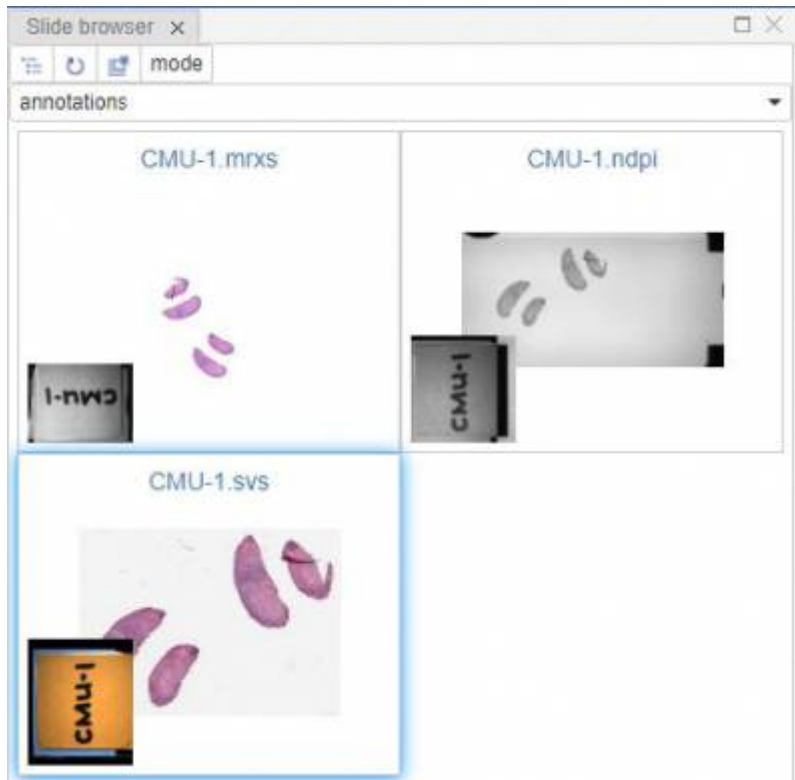 Slide browser
mode
annotations
CMU-1.mrxs
CMU-1.ndpi
CMU-1
CMU-1
CMU-1.svs
CMU-1